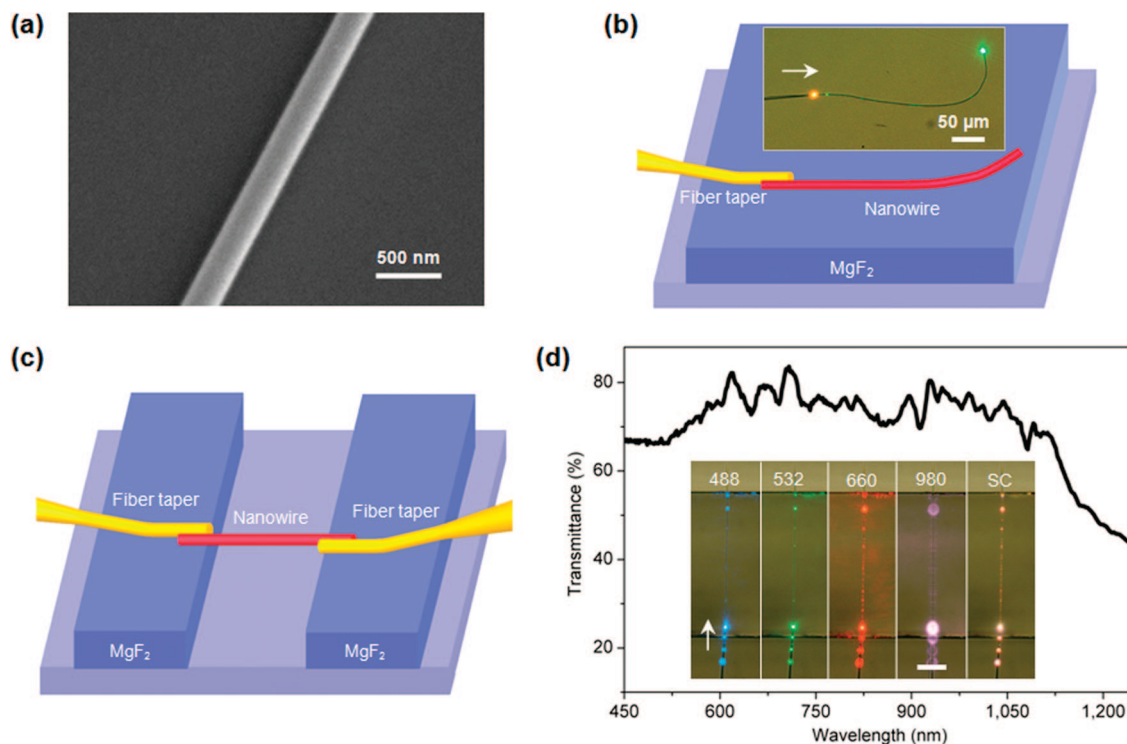 (a)
500 nm
(b)
50 µm
Fiber taper
Nanowire
MgF₂
(c)
Fiber taper
Nanowire
Fiber taper
MgF₂
MgF₂
(d)
80
60
40
20
Transmittance (%)
488 532 660 980 SC
450 600 750 900 1,050 1,200
Wavelength (nm)